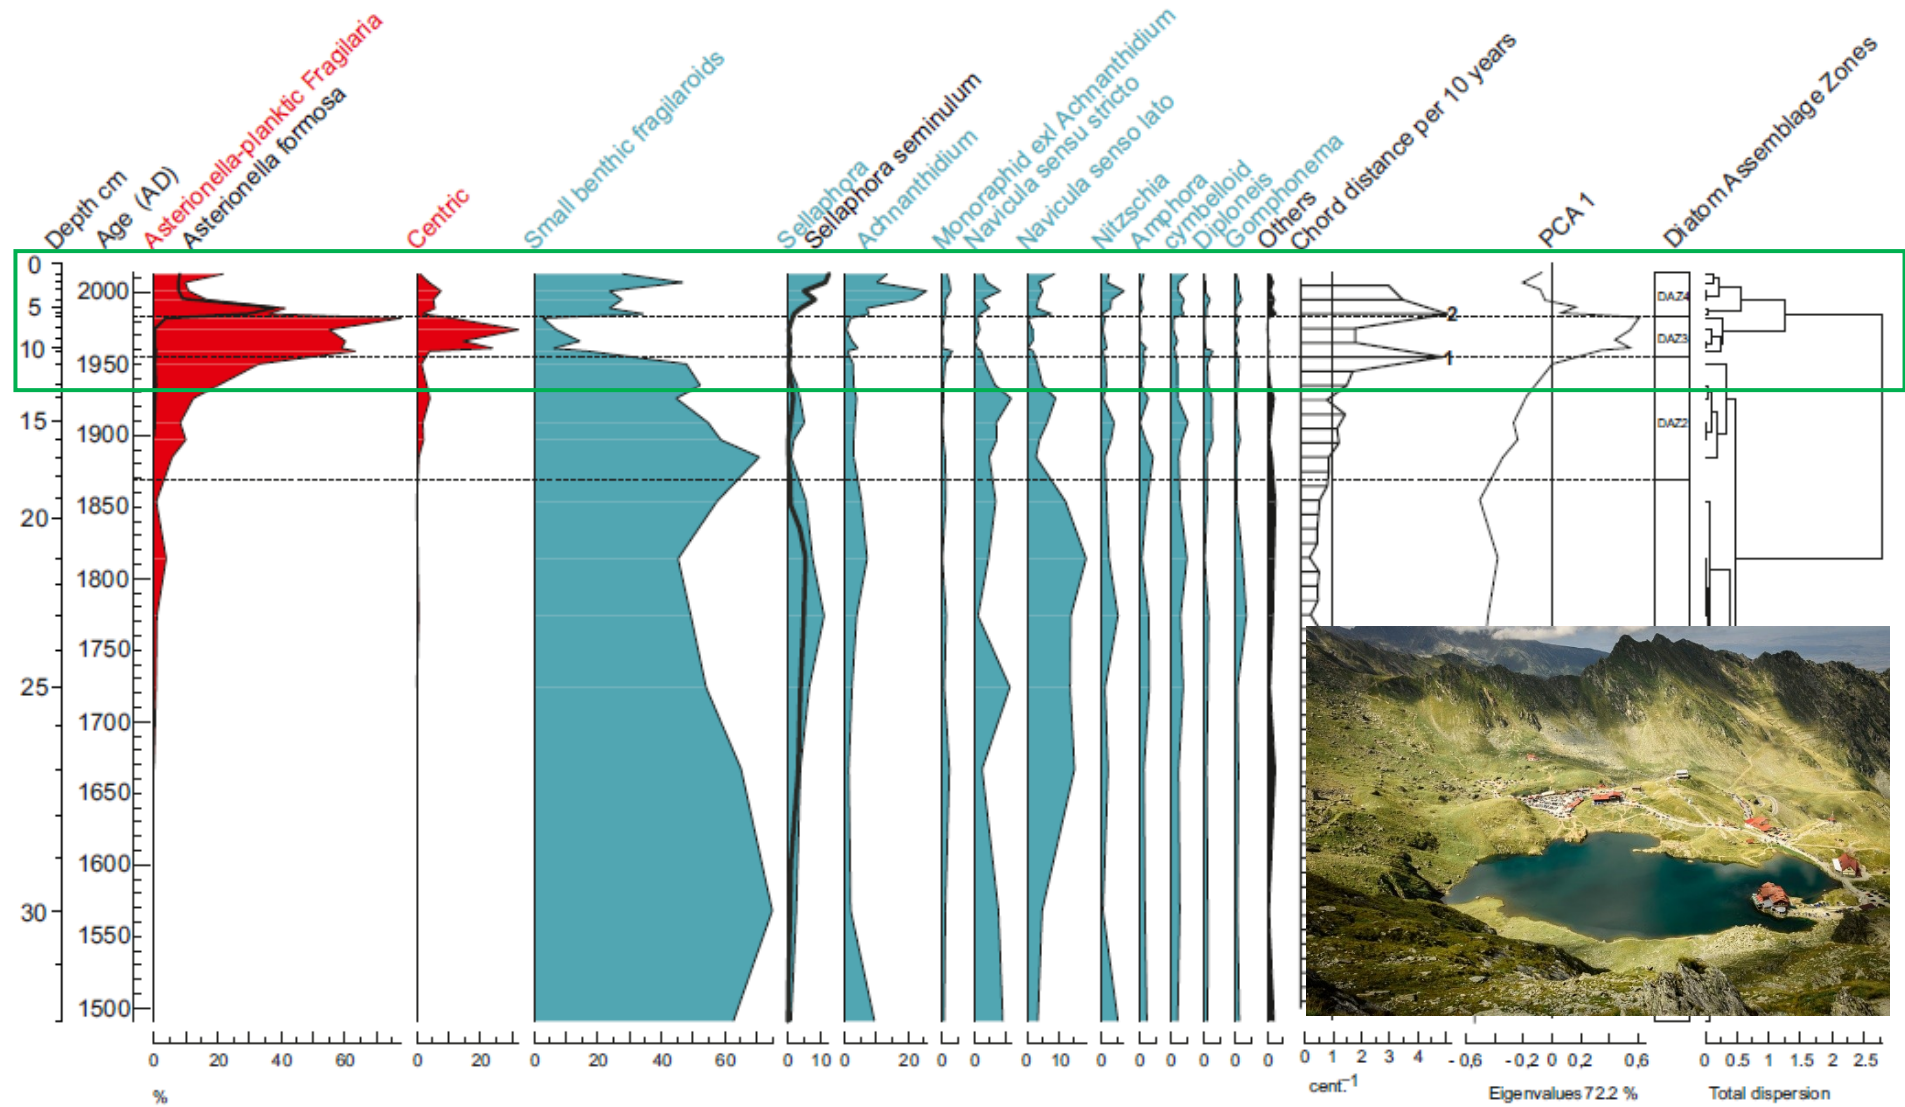 Depth cm
Age (AD)
Asterionella-planktic Fragilaria
Asterionella formosa
Centric
Small benthic fragilaroids
Sellaphora
Sellaphora seminulum
Achnanthidium
Monoraphid exl Achnanthidium
Navicula sensu stricto
Navicula senso lato
Nitzschia
Amphora
cymbelloid
Diploneis
Gomphonema
Others
Chord distance per 10 years
PCA 1
Diatom Assemblage Zones
0
2000
5
2
DAZ4
DAZ3
10
1950
1
15
1900
DAZ2
1850
20
1800
1750
25
1700
1650
1600
30
1550
1500
0 20 40 60
0 20
0 20 40 60
0 10
0 20
0
0
0 10
0
0
0
0
0
0
0 1 2 3 4
-0,6 -0,2 0 0,2 0,6
0 0.5 1 1.5 2 2.5
%
cent.-1
Eigenvalues 72.2 %
Total dispersion